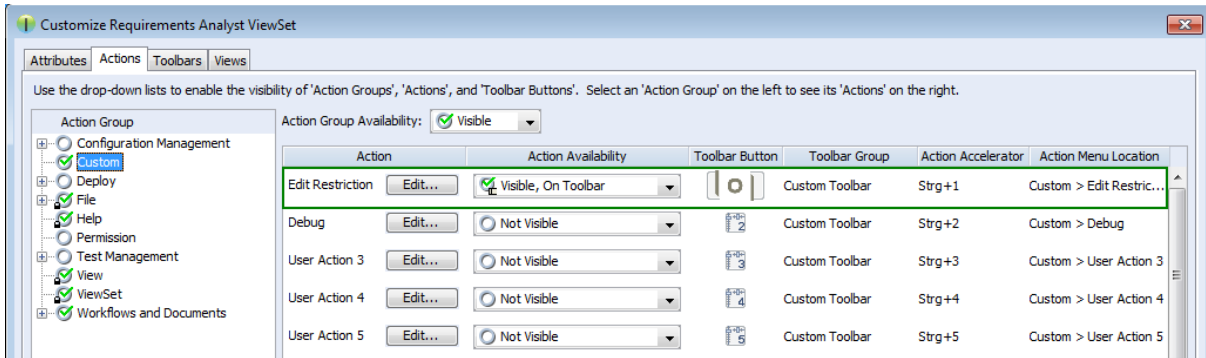 Customize Requirements Analyst ViewSet
Attributes Actions Toolbars Views
Use the drop-down lists to enable the visibility of 'Action Groups', 'Actions', and 'Toolbar Buttons'. Select an 'Action Group' on the left to see its 'Actions' on the right.
Action Group
Configuration Management
Custom
Deploy
File
Help
Permission
Test Management
View
ViewSet
Workflows and Documents
Action Group Availability: Visible
Action Action Availability Toolbar Button Toolbar Group Action Accelerator Action Menu Location
Edit Restriction Edit... Visible, On Toolbar Custom Toolbar Strg+1 Custom > Edit Restric...
Debug Edit... Not Visible 2 Custom Toolbar Strg+2 Custom > Debug
User Action 3 Edit... Not Visible 3 Custom Toolbar Strg+3 Custom > User Action 3
User Action 4 Edit... Not Visible 4 Custom Toolbar Strg+4 Custom > User Action 4
User Action 5 Edit... Not Visible 5 Custom Toolbar Strg+5 Custom > User Action 5